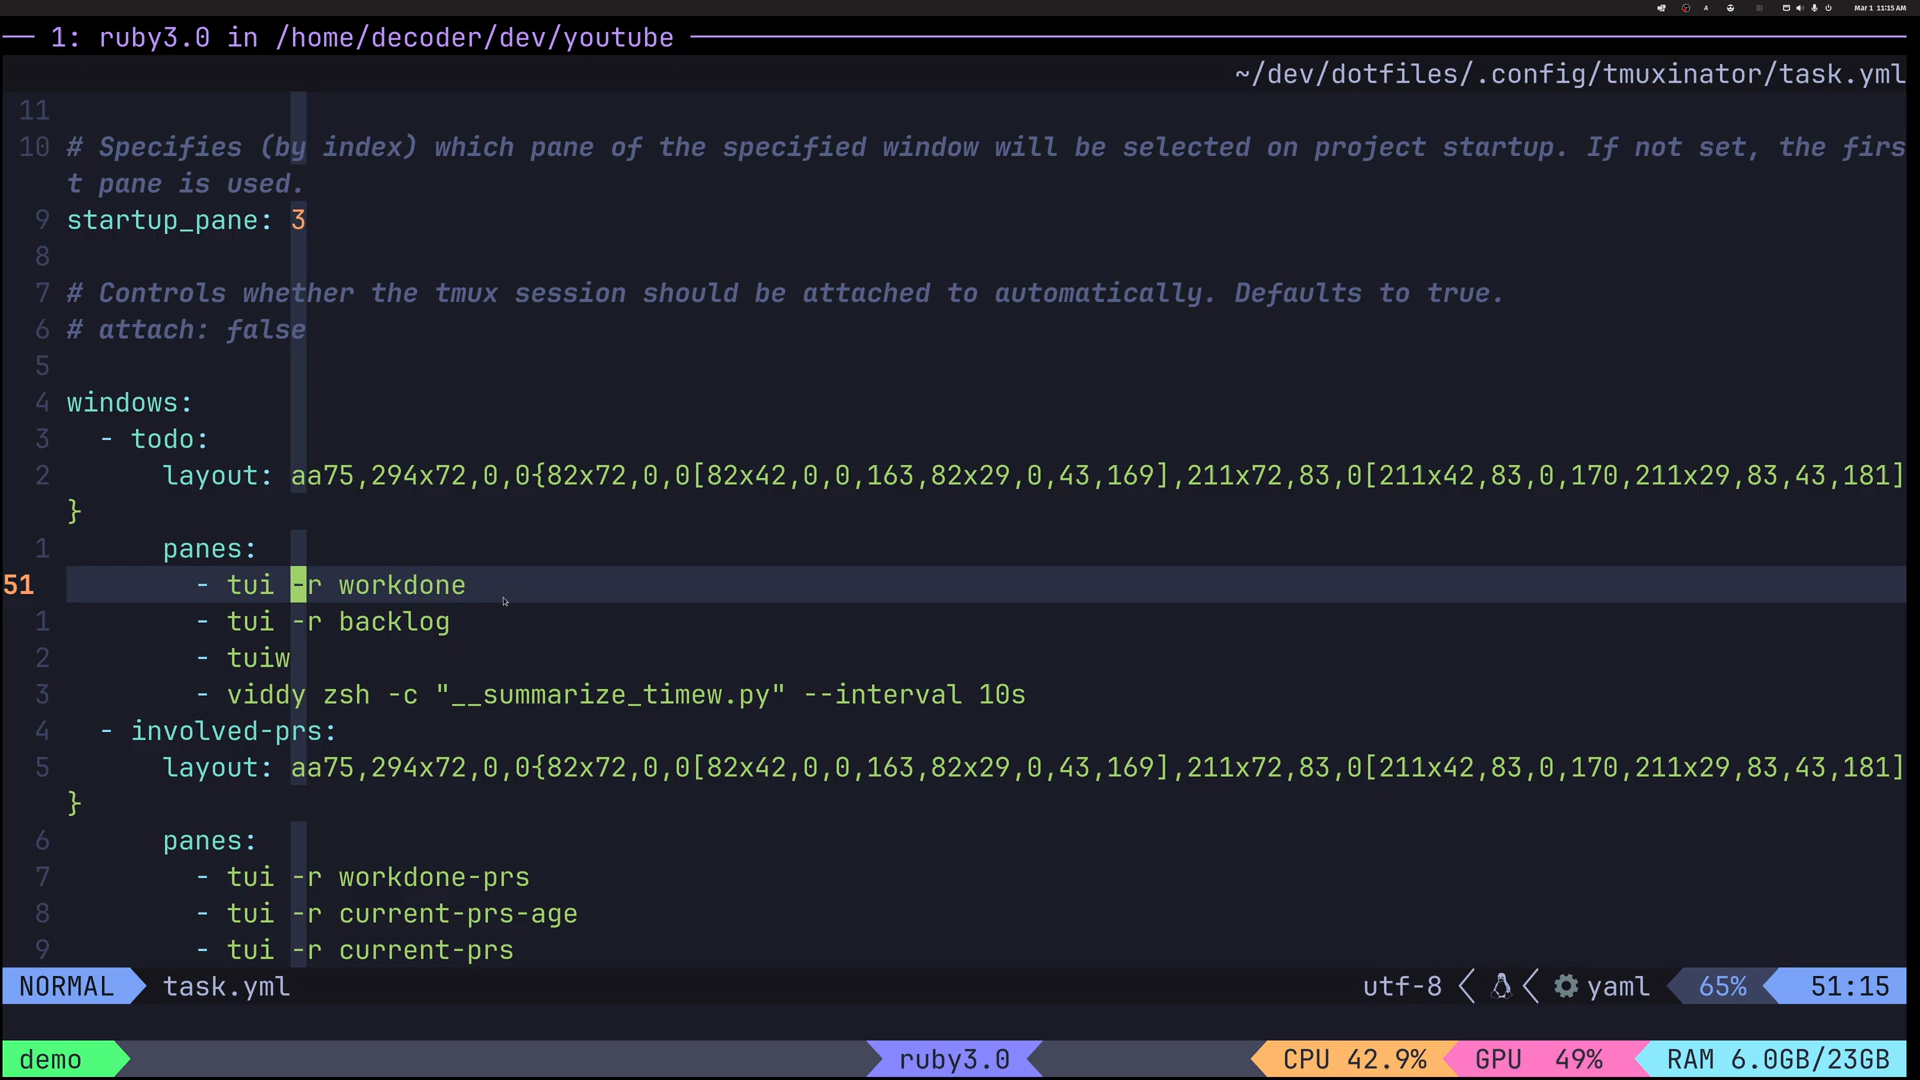 Mar 1 11:15 AM
1: ruby3.0 in /home/decoder/dev/youtube
~/dev/dotfiles/.config/tmuxinator/task.yml
11
10 # Specifies (by index) which pane of the specified window will be selected on project startup. If not set, the firs
t pane is used.
9 startup_pane: 3
8
7 # Controls whether the tmux session should be attached to automatically. Defaults to true.
6 # attach: false
5
4 windows:
3   - todo:
2       layout: aa75,294x72,0,0{82x72,0,0[82x42,0,0,163,82x29,0,43,169],211x72,83,0[211x42,83,0,170,211x29,83,43,181]
}
1       panes:
51         - tui -r workdone
1         - tui -r backlog
2         - tuiw
3         - viddy zsh -c "__summarize_timew.py" --interval 10s
4   - involved-prs:
5       layout: aa75,294x72,0,0{82x72,0,0[82x42,0,0,163,82x29,0,43,169],211x72,83,0[211x42,83,0,170,211x29,83,43,181]
}
6       panes:
7         - tui -r workdone-prs
8         - tui -r current-prs-age
9         - tui -r current-prs
NORMAL task.yml utf-8 yaml 65% 51:15
demo ruby3.0 CPU 42.9% GPU 49% RAM 6.0GB/23GB